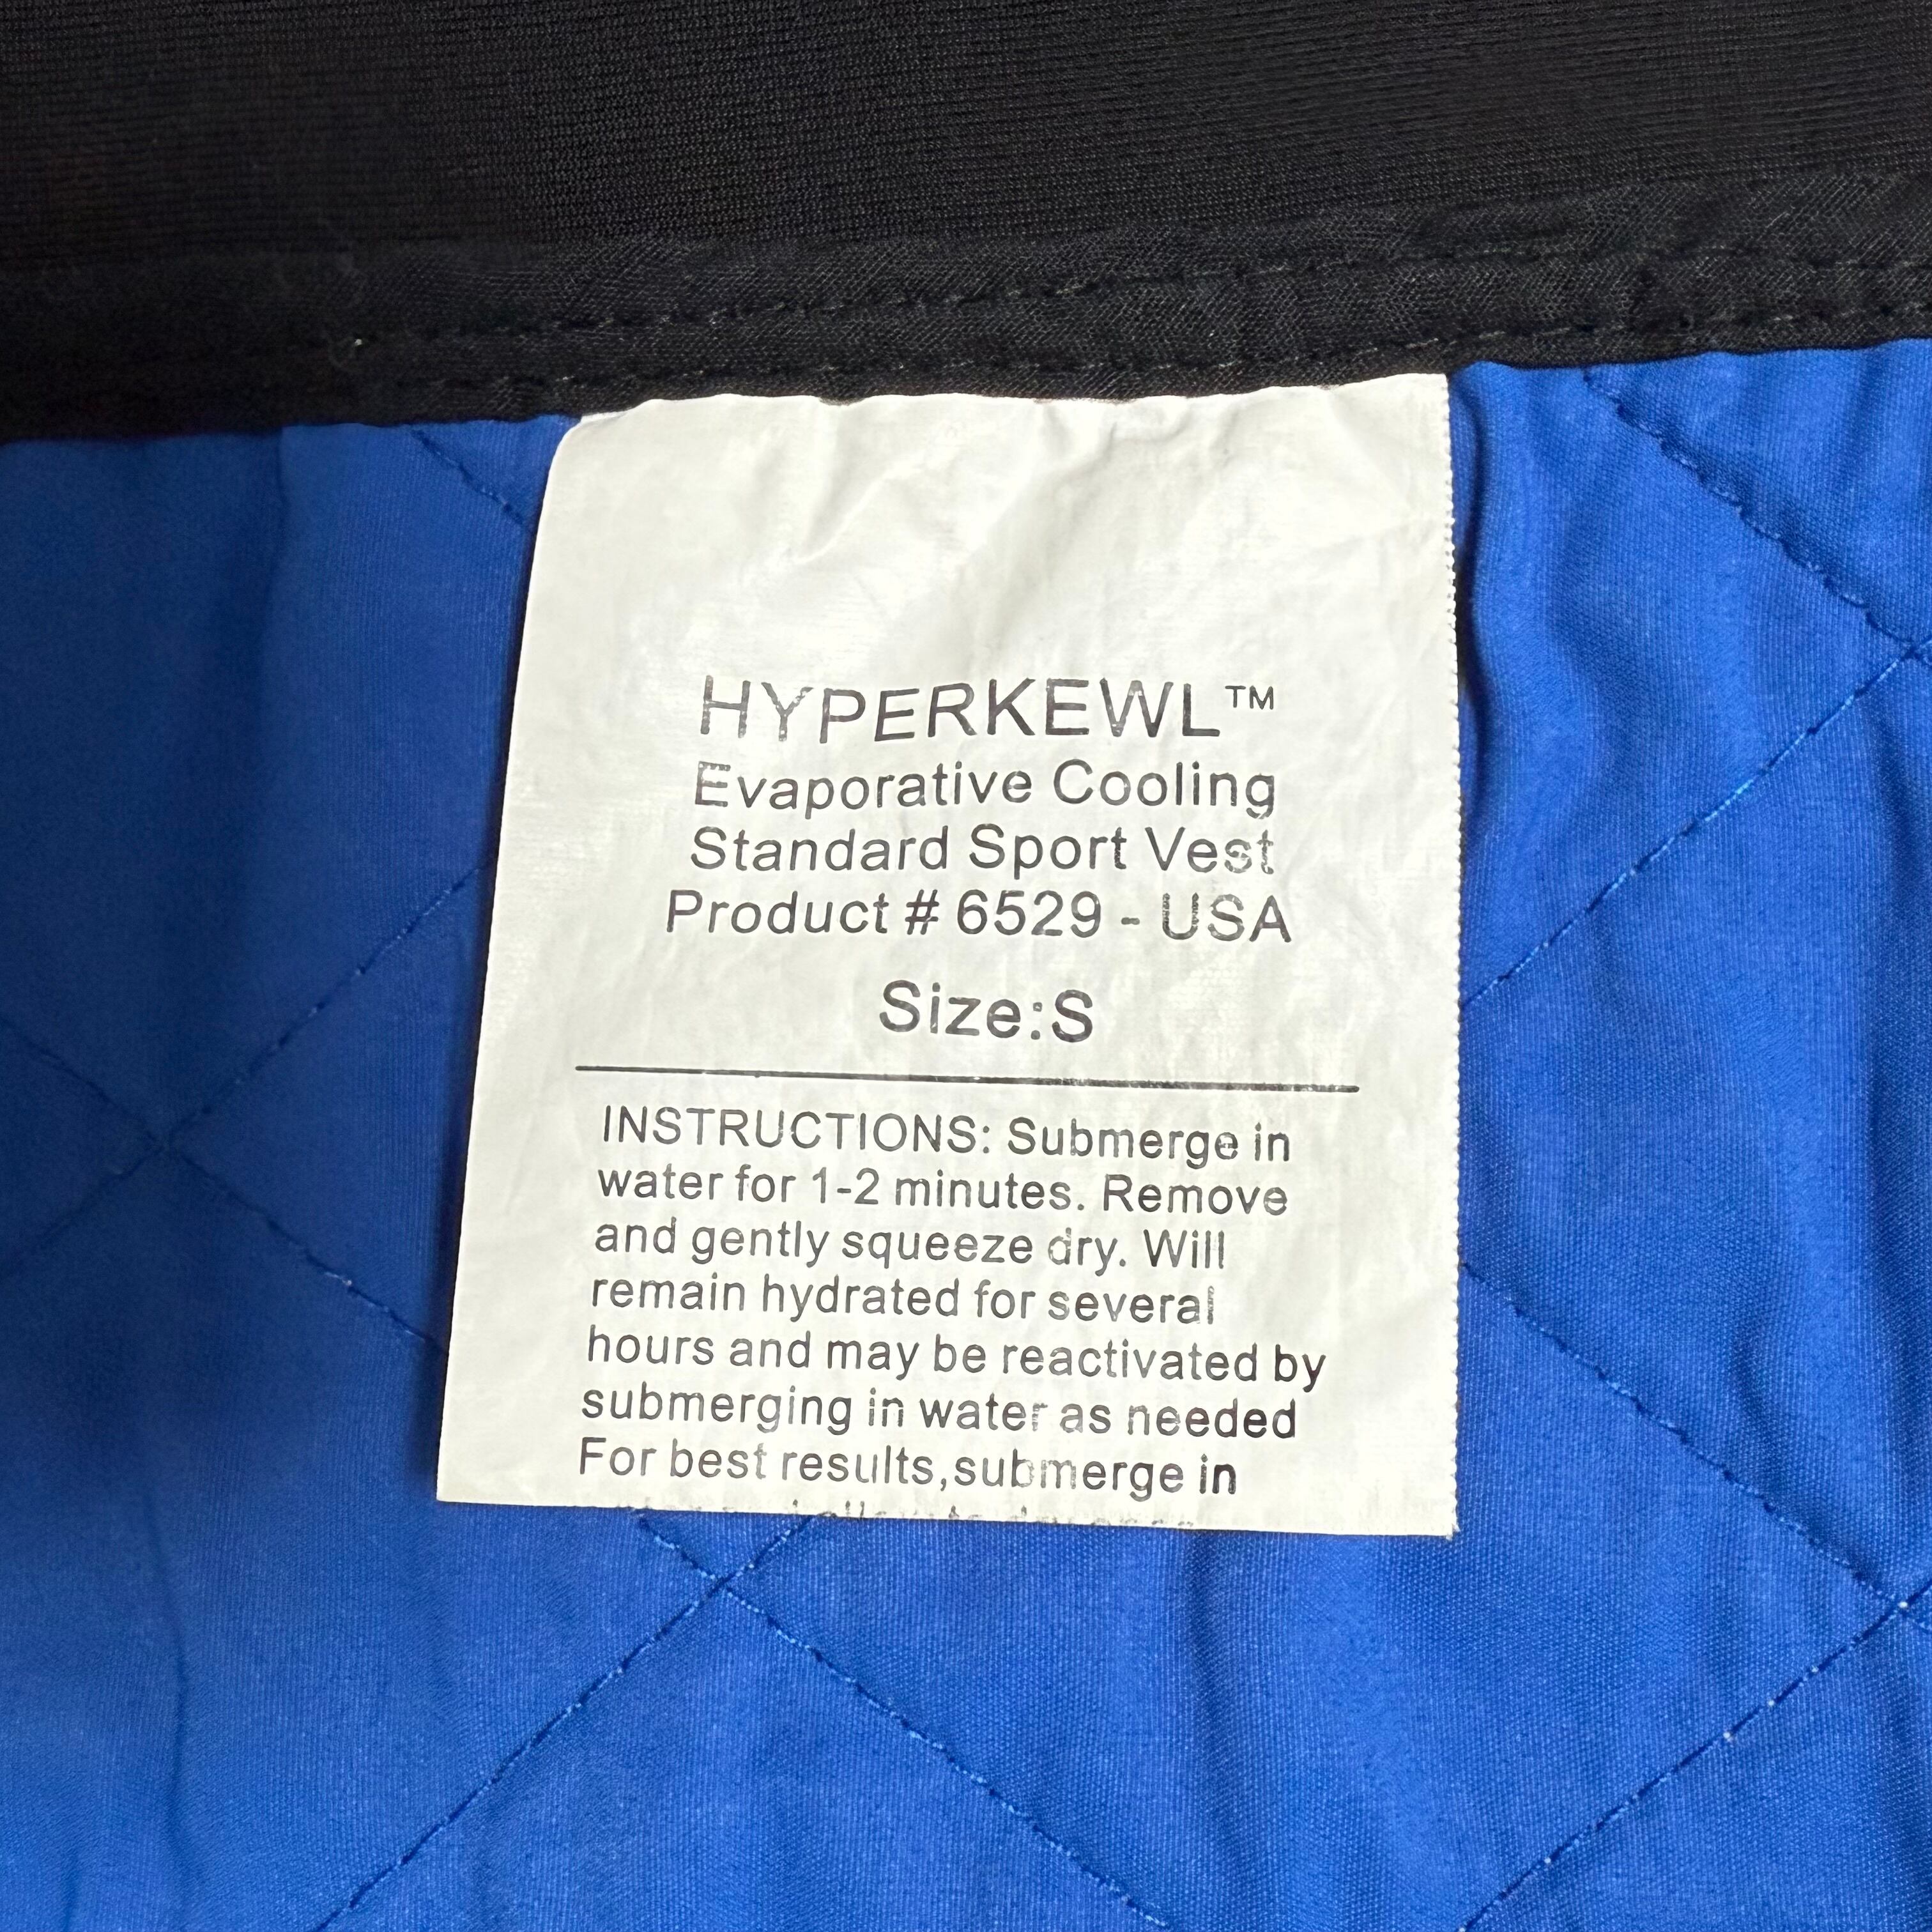 HYPERKEWL™
Evaporative Cooling
Standard Sport Vest
Product # 6529 - USA
Size:S
INSTRUCTIONS: Submerge in
water for 1-2 minutes. Remove
and gently squeeze dry. Will
remain hydrated for several
hours and may be reactivated by
submerging in water as needed
For best results,submerge in